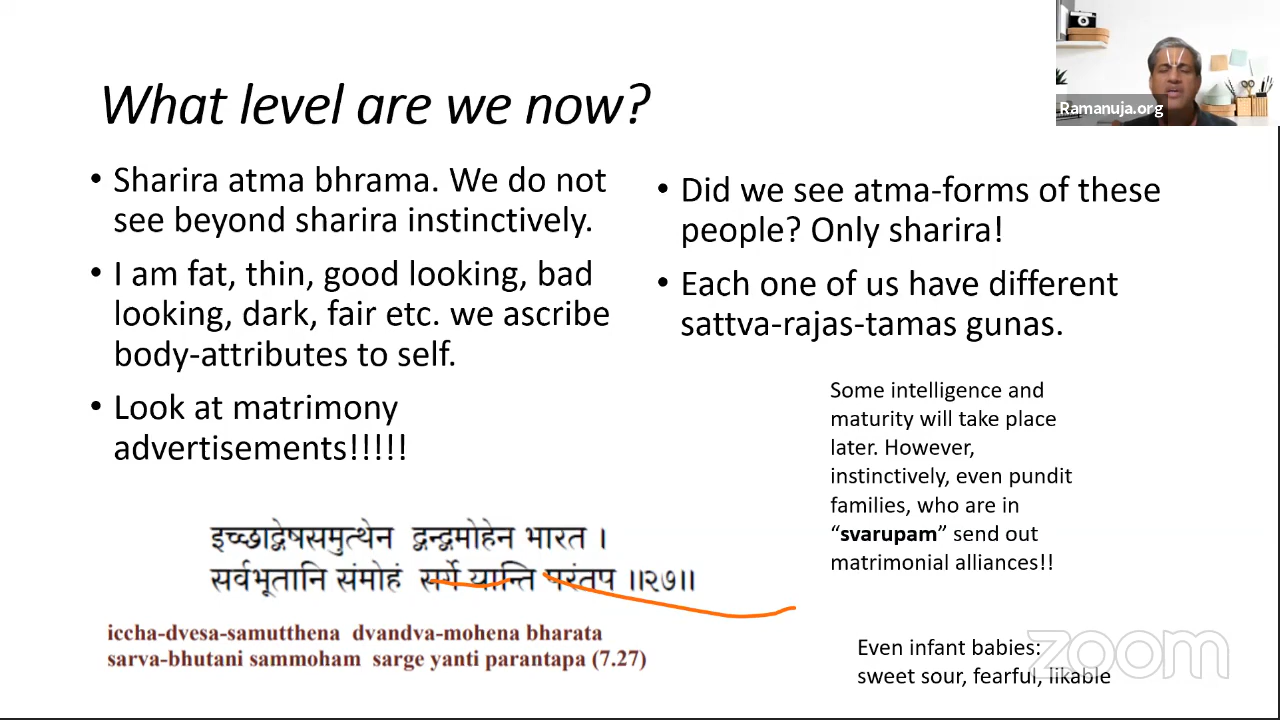 What level are we now?
• Sharira atma bhrama. We do not
see beyond sharira instinctively.
• I am fat, thin, good looking, bad
looking, dark, fair etc. we ascribe
body-attributes to self.
• Look at matrimony
advertisements!!!!!
• Did we see atma-forms of these
people? Only sharira!
• Each one of us have different
sattva-rajas-tamas gunas.
Some intelligence and
maturity will take place
later. However,
instinctively, even pundit
families, who are in
“svarupam” send out
matrimonial alliances!!
इच्छाद्वेषसमुत्थेन द्वन्द्वमोहेन भारत ।
सर्वभूतानि संमोहं सर्गे यान्ति परंतप ॥२७॥
iccha-dvesa-samutthena dvandva-mohena bharata
sarva-bhutani sammoham sarge yanti parantapa (7.27)
Even infant babies:
sweet sour, fearful, likable
Ramanuja.org
zoom